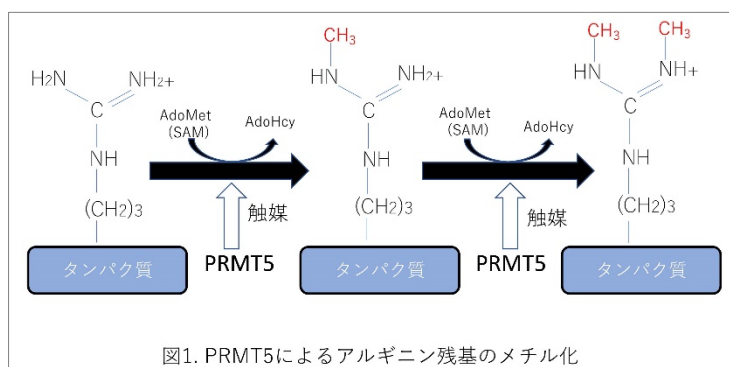 CH3
H2N
NH2+
C
NH
(CH2)3
タンパク質
AdoMet
(SAM)
AdoHcy
触媒
PRMT5
CH3
HN
NH2+
C
NH
(CH2)3
タンパク質
AdoMet
(SAM)
AdoHcy
触媒
PRMT5
CH3
CH3
HN
NH+
C
NH
(CH2)3
タンパク質
図1. PRMT5によるアルギニン残基のメチル化